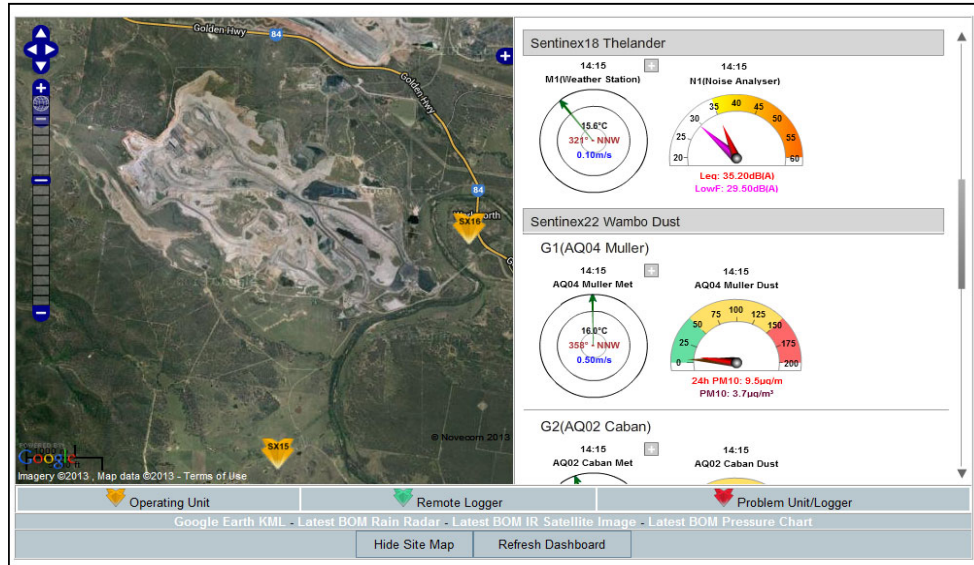 Golden Hwy
84
Golden Hwy
84
SX16
SX15
© Novecom 2013
POWERED BY
Google
Imagery ©2013 , Map data ©2013 - Terms of Use
Sentinex18 Thelander
14:15
M1(Weather Station)
15.6°C
321° - NNW
0.10m/s
14:15
N1(Noise Analyser)
20 25 30 35 40 45 50 55 60
Leq: 35.20dB(A)
LowF: 29.50dB(A)
Sentinex22 Wambo Dust
G1(AQ04 Muller)
14:15
AQ04 Muller Met
16.0°C
358° - NNW
0.50m/s
14:15
AQ04 Muller Dust
0 25 50 75 100 125 150 175 200
24h PM10: 9.5µg/m
PM10: 3.7µg/m³
G2(AQ02 Caban)
14:15
AQ02 Caban Met
14:15
AQ02 Caban Dust
Operating Unit
Remote Logger
Problem Unit/Logger
Google Earth KML - Latest BOM Rain Radar - Latest BOM IR Satellite Image - Latest BOM Pressure Chart
Hide Site Map
Refresh Dashboard